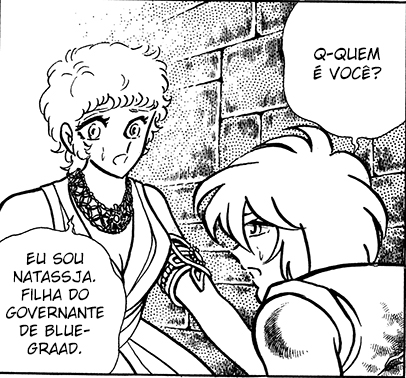 Q-QUEM
É VOCÊ?
EU SOU
NATASSJA.
FILHA DO
GOVERNANTE
DE BLUE-
GRAAD.